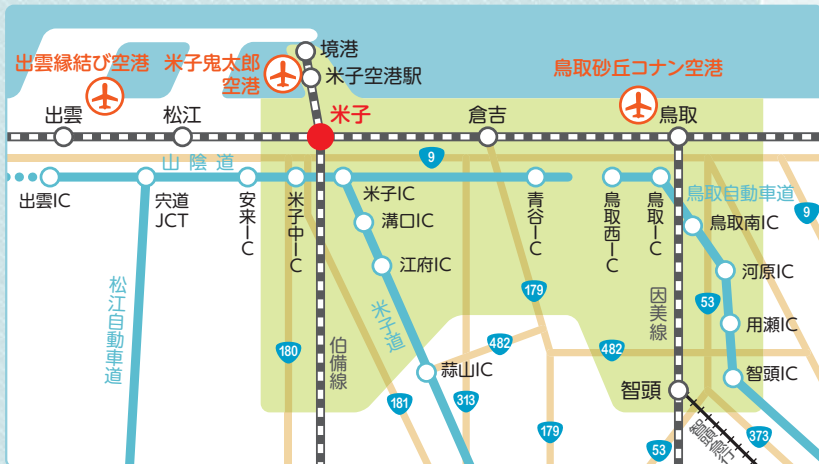 境港
出雲縁結び空港
米子鬼太郎
空港
米子空港駅
鳥取砂丘コナン空港
出雲
松江
米子
倉吉
鳥取
山陰道
9
出雲IC
宍道
JCT
安来IC
米子中IC
米子IC
青谷IC
鳥取西IC
鳥取IC
鳥取自動車道
溝口IC
鳥取南IC
9
江府IC
河原IC
松江自動車道
米子道
179
因美線
53
用瀬IC
180
伯備線
482
482
蒜山IC
智頭IC
智頭
181
313
179
53
智頭急行
373